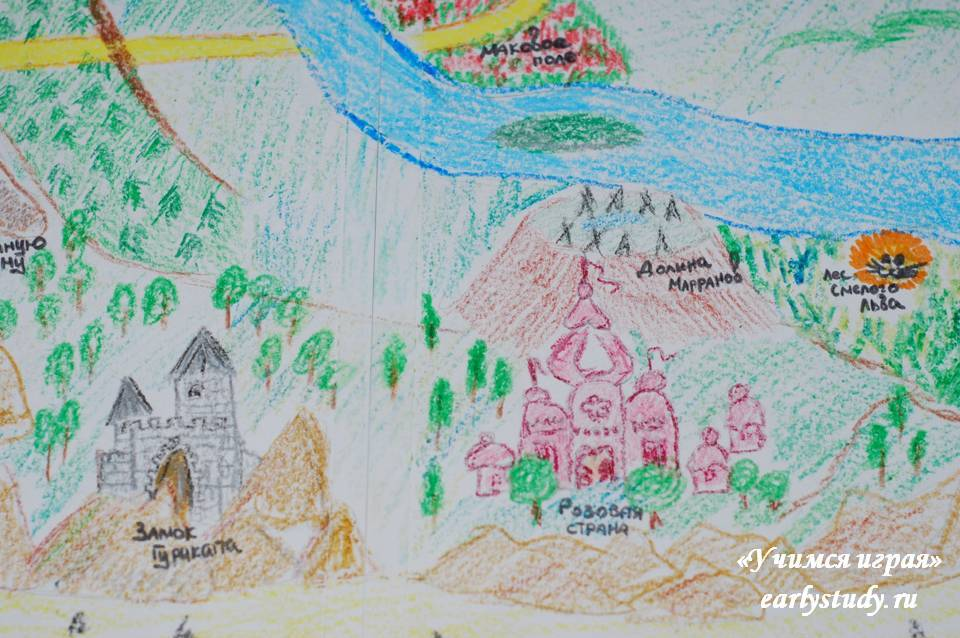 Маковое
поле
Долина
Марранов
лес
Смелого
Льва
Замок
Гуррикапа
Розовая
страна
«Учимся играя»
earlystudy.ru